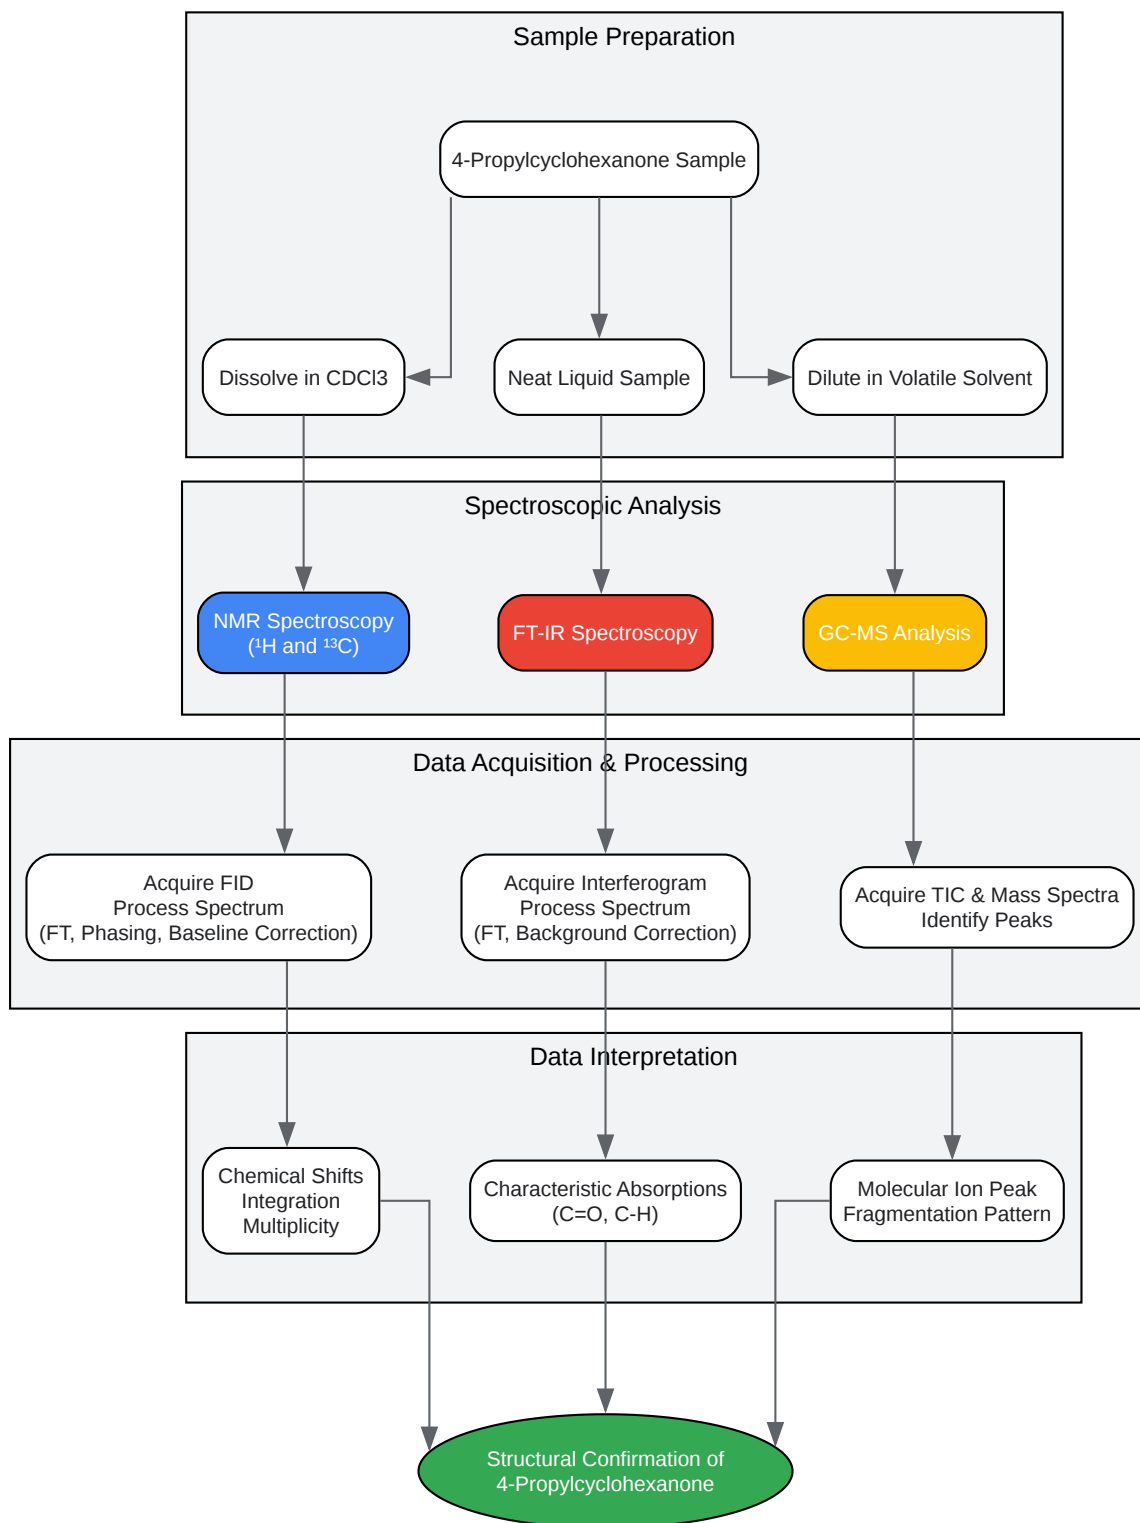 Sample Preparation
4-Propylcyclohexanone Sample
Dissolve in CDCl3
Neat Liquid Sample
Dilute in Volatile Solvent
Spectroscopic Analysis
NMR Spectroscopy
(¹H and ¹³C)
FT-IR Spectroscopy
GC-MS Analysis
Data Acquisition & Processing
Acquire FID
Process Spectrum
(FT, Phasing, Baseline Correction)
Acquire Interferogram
Process Spectrum
(FT, Background Correction)
Acquire TIC & Mass Spectra
Identify Peaks
Data Interpretation
Chemical Shifts
Integration
Multiplicity
Characteristic Absorptions
(C=O, C-H)
Molecular Ion Peak
Fragmentation Pattern
Structural Confirmation of
4-Propylcyclohexanone